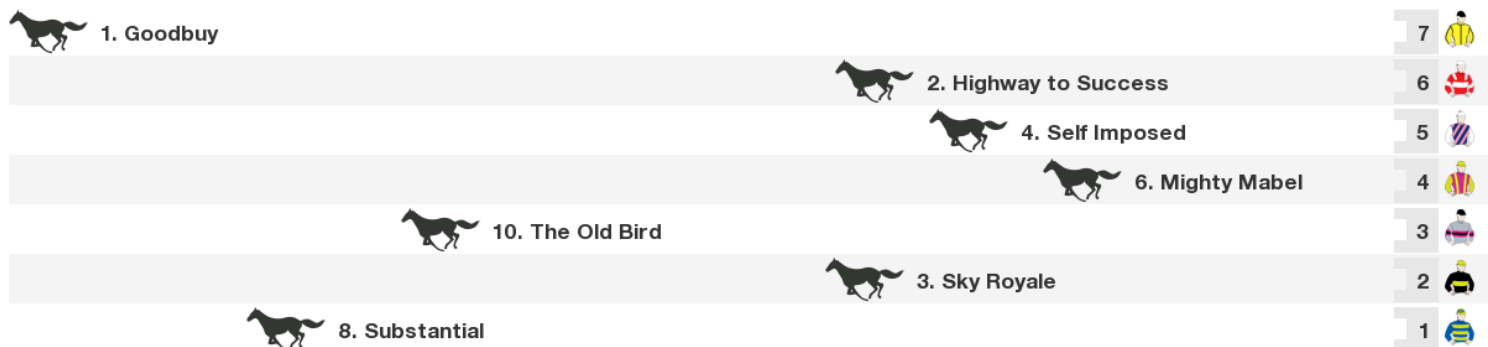 1. Goodbuy 7
2. Highway to Success 6
4. Self Imposed 5
6. Mighty Mabel 4
10. The Old Bird 3
3. Sky Royale 2
8. Substantial 1